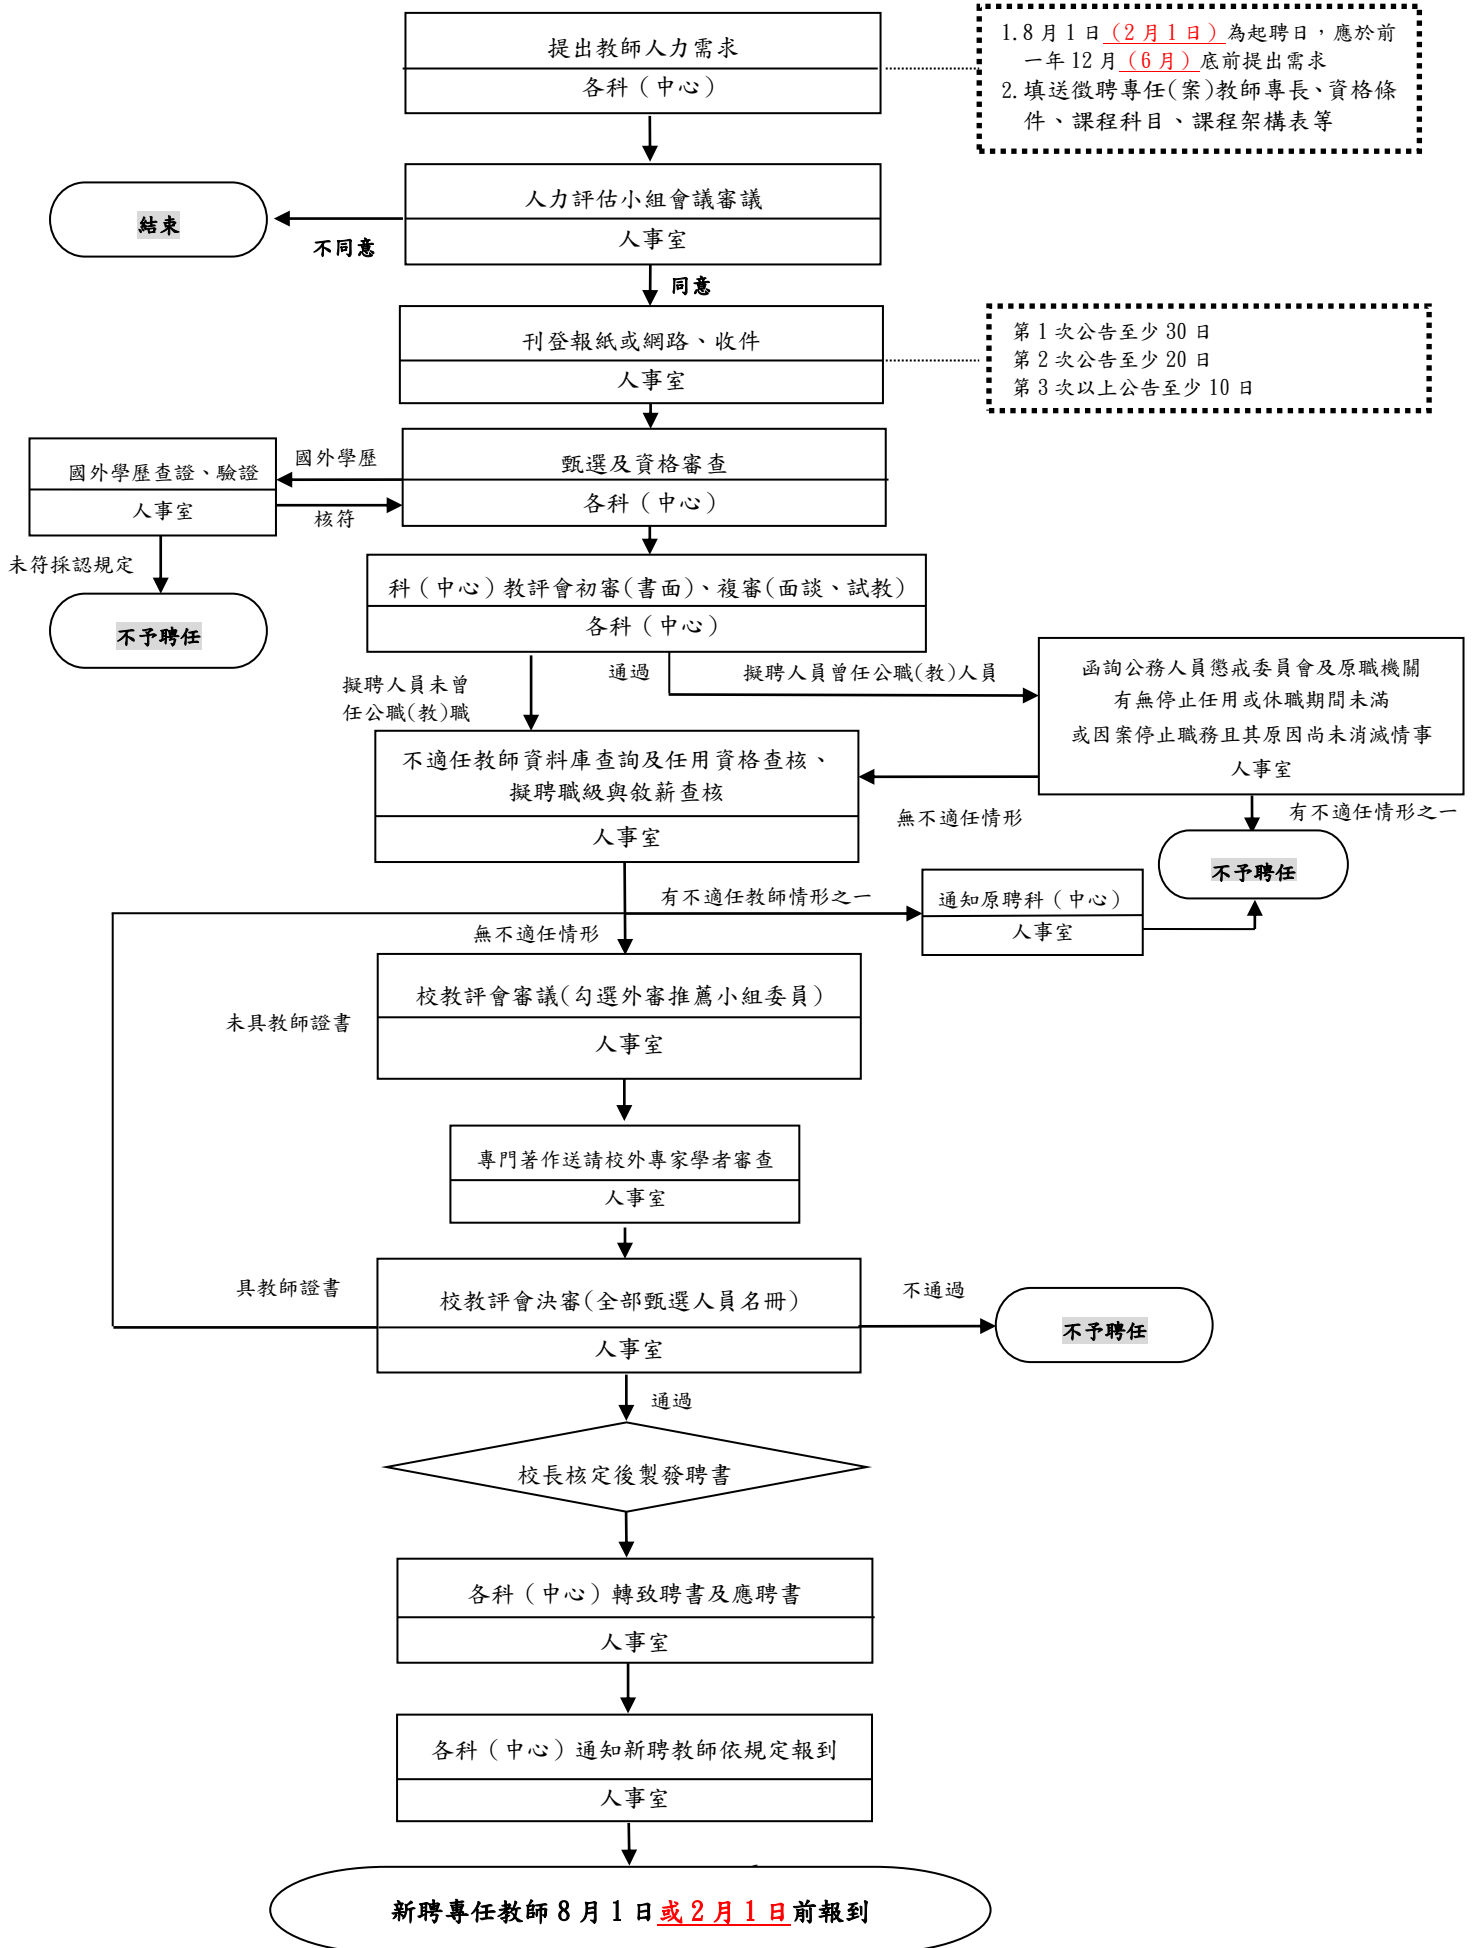 提出教師人力需求
各科（中心）
1.8月1日（2月1日）為起聘日，應於前
一年12月（6月）底前提出需求
2.填送徵聘專任(案)教師專長、資格條
件、課程科目、課程架構表等
人力評估小組會議審議
人事室
結束
不同意
同意
刊登報紙或網路、收件
人事室
第1次公告至少30日
第2次公告至少20日
第3次以上公告至少10日
甄選及資格審查
各科（中心）
國外學歷
核符
國外學歷查證、驗證
人事室
未符採認規定
不予聘任
科（中心）教評會初審(書面)、複審(面談、試教)
各科（中心）
擬聘人員未曾
任公職(教)職
通過
擬聘人員曾任公職(教)人員
函詢公務人員懲戒委員會及原職機關
有無停止任用或休職期間未滿
或因案停止職務且其原因尚未消滅情事
人事室
不適任教師資料庫查詢及任用資格查核、
擬聘職級與敘薪查核
人事室
無不適任情形
有不適任情形之一
不予聘任
有不適任教師情形之一
通知原聘科（中心）
人事室
無不適任情形
校教評會審議(勾選外審推薦小組委員)
人事室
未具教師證書
專門著作送請校外專家學者審查
人事室
具教師證書
校教評會決審(全部甄選人員名冊)
人事室
不通過
不予聘任
通過
校長核定後製發聘書
各科（中心）轉致聘書及應聘書
人事室
各科（中心）通知新聘教師依規定報到
人事室
新聘專任教師8月1日或2月1日前報到